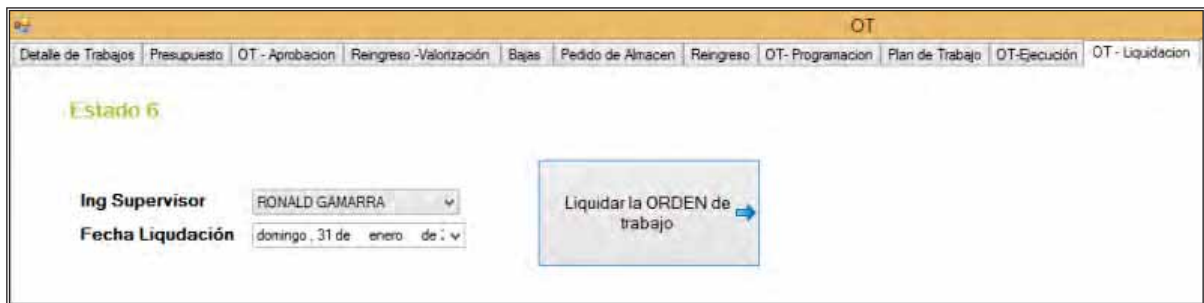 OT
Detalle de Trabajos Presupuesto OT - Aprobacion Reingreso -Valorización Bajas Pedido de Almacen Reingreso OT- Programacion Plan de Trabajo OT-Ejecución OT - Liquidacion
Estado 6
Ing Supervisor RONALD GAMARRA
Liquidar la ORDEN de
trabajo
Fecha Liqudación domingo , 31 de enero de